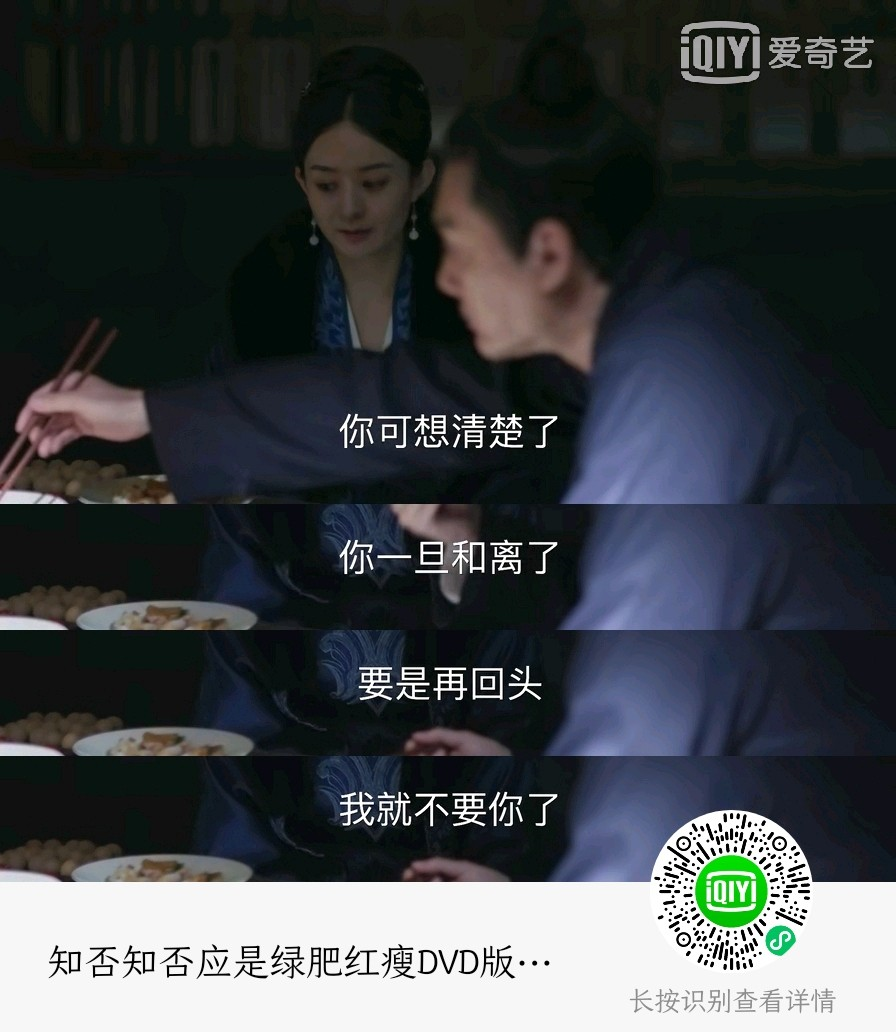 iQIYI 爱奇艺
你可想清楚了
你一旦和离了
要是再回头
我就不要你了
iQIYI
知否知否应是绿肥红瘦DVD版…
长按识别查看详情